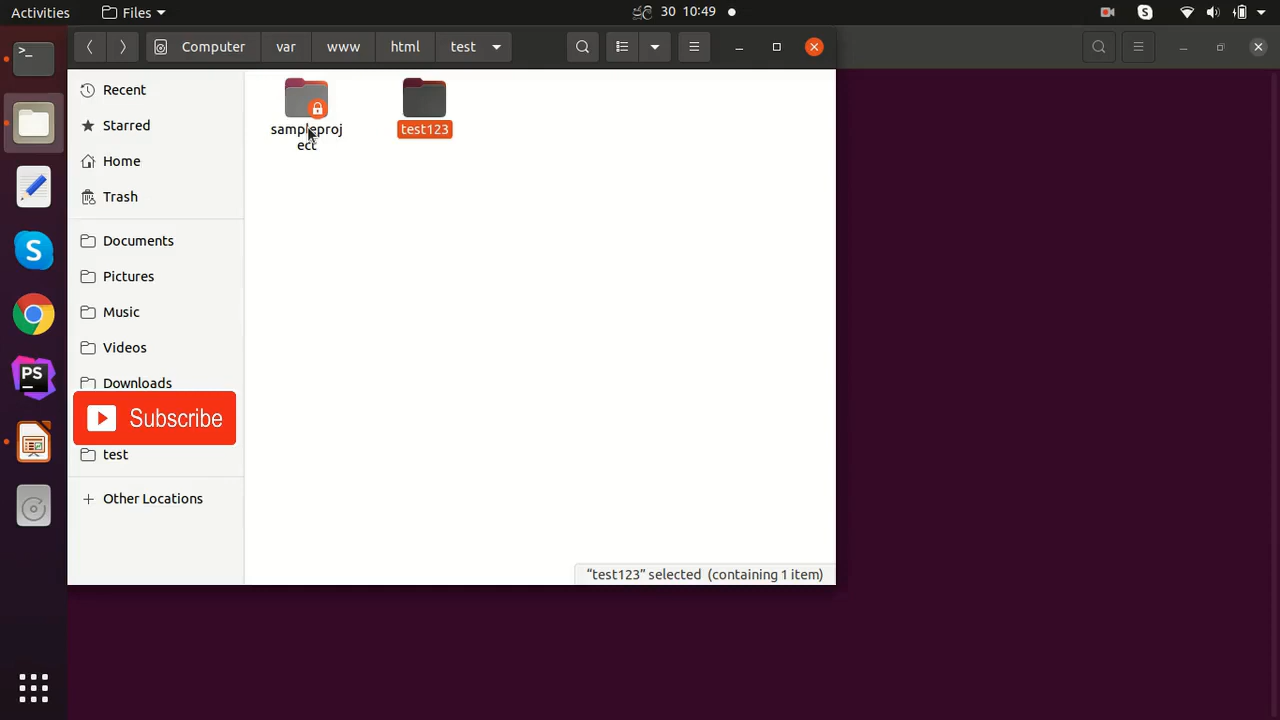 Activities
Files
ජූලි 30 10:49
Computer
var
www
html
test
Recent
Starred
Home
Trash
Documents
Pictures
Music
Videos
Downloads
Subscribe
test
Other Locations
sampleproj
ect
test123
"test123" selected (containing 1 item)
PS
S
S
>_